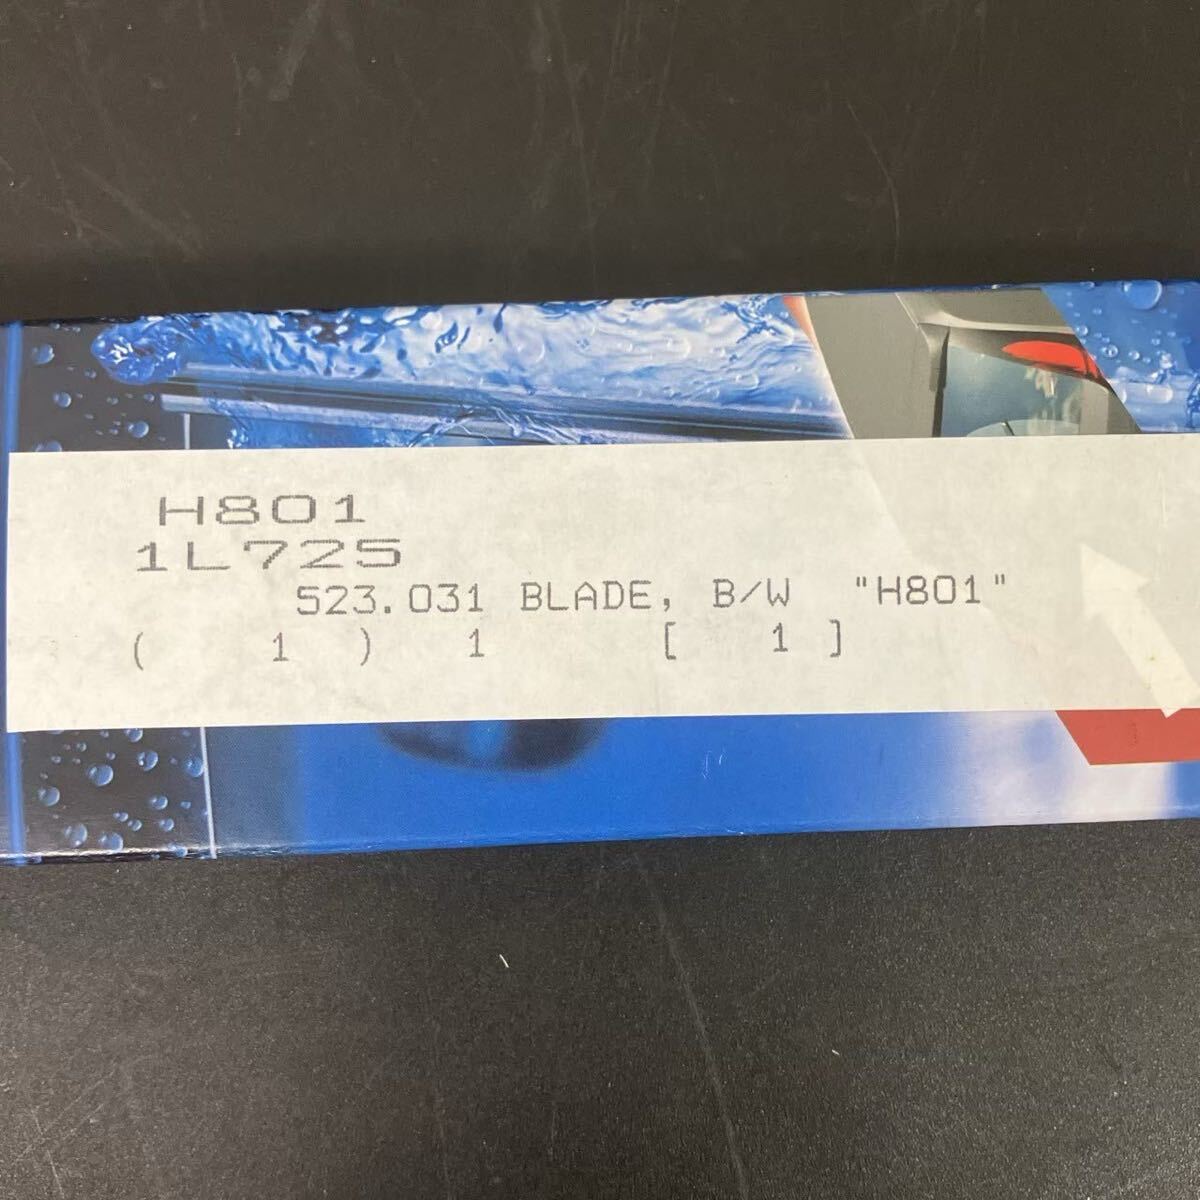 H801
1L725
523.031 BLADE, B/W "H801"
( 1 ) 1 [ 1 ]